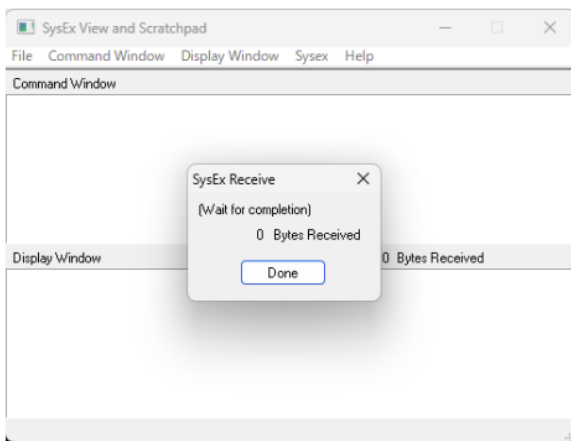 SysEx View and Scratchpad
File Command Window Display Window Sysex Help
Command Window
SysEx Receive
(Wait for completion)
0 Bytes Received
Display Window 0 Bytes Received
Done